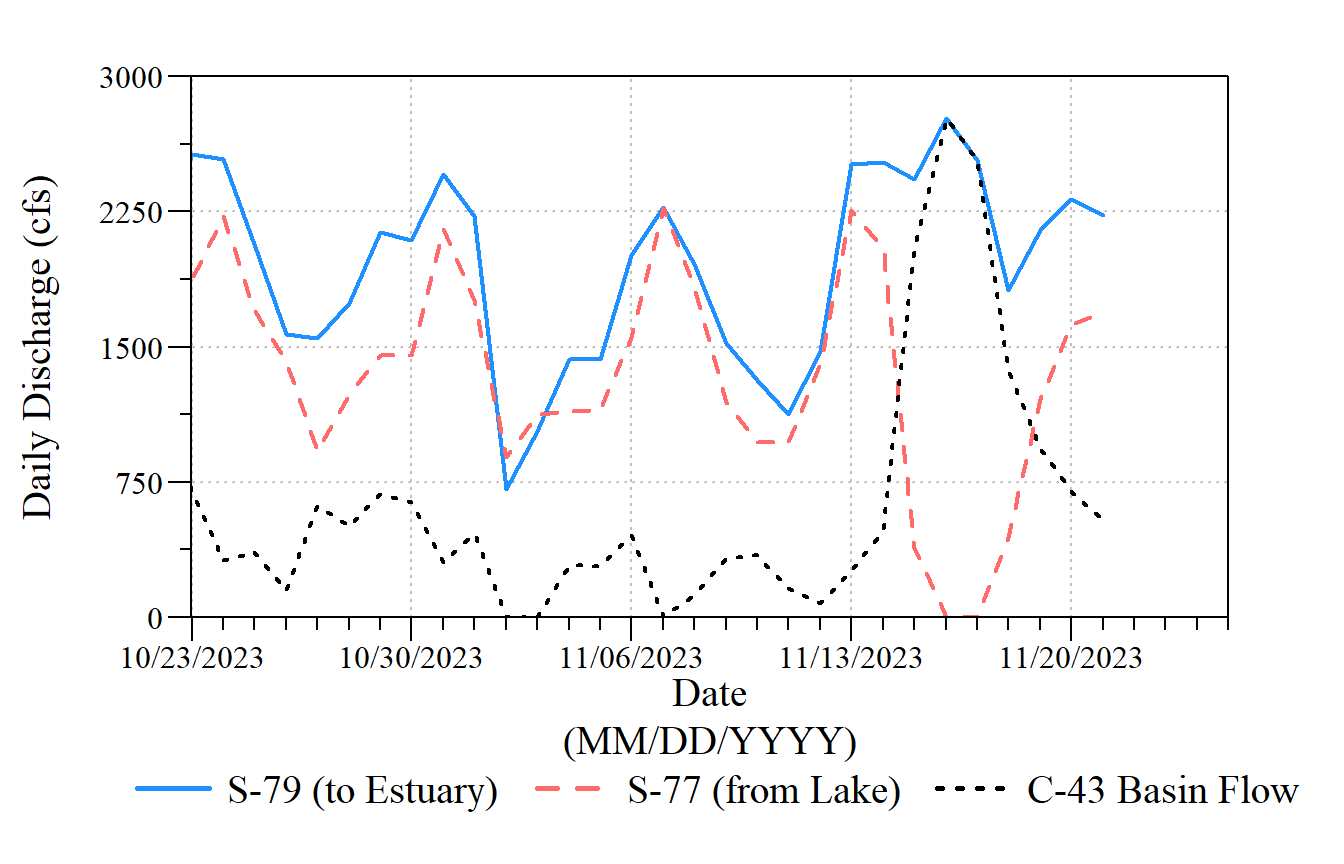 3000
2250
1500
750
0
Daily Discharge (cfs)
10/23/2023 10/30/2023 11/06/2023 11/13/2023 11/20/2023
Date
(MM/DD/YYYY)
S-79 (to Estuary) S-77 (from Lake) C-43 Basin Flow